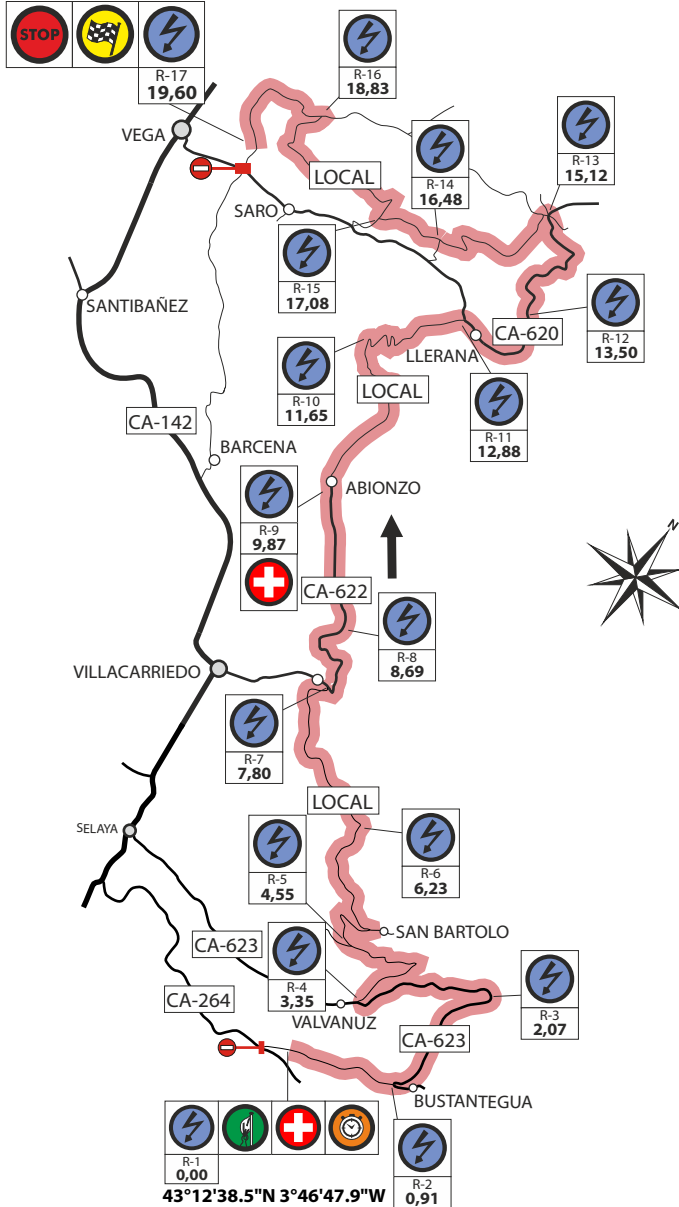 STOP
R-17
19,60
R-16
18,83
VEGA
R-13
15,12
LOCAL
R-14
16,48
SARO
R-15
17,08
SANTIBAÑEZ
CA-620
R-12
13,50
LLERANA
R-10
11,65
LOCAL
R-11
12,88
CA-142
BARCENA
ABIONZO
R-9
9,87
N
CA-622
R-8
8,69
VILLACARRIEDO
R-7
7,80
LOCAL
SELAYA
R-5
4,55
R-6
6,23
SAN BARTOLO
CA-623
R-4
3,35
CA-264
VALVANUZ
R-3
2,07
CA-623
BUSTANTEGUA
R-1
0,00
R-2
0,91
43°12'38.5"N 3°46'47.9"W